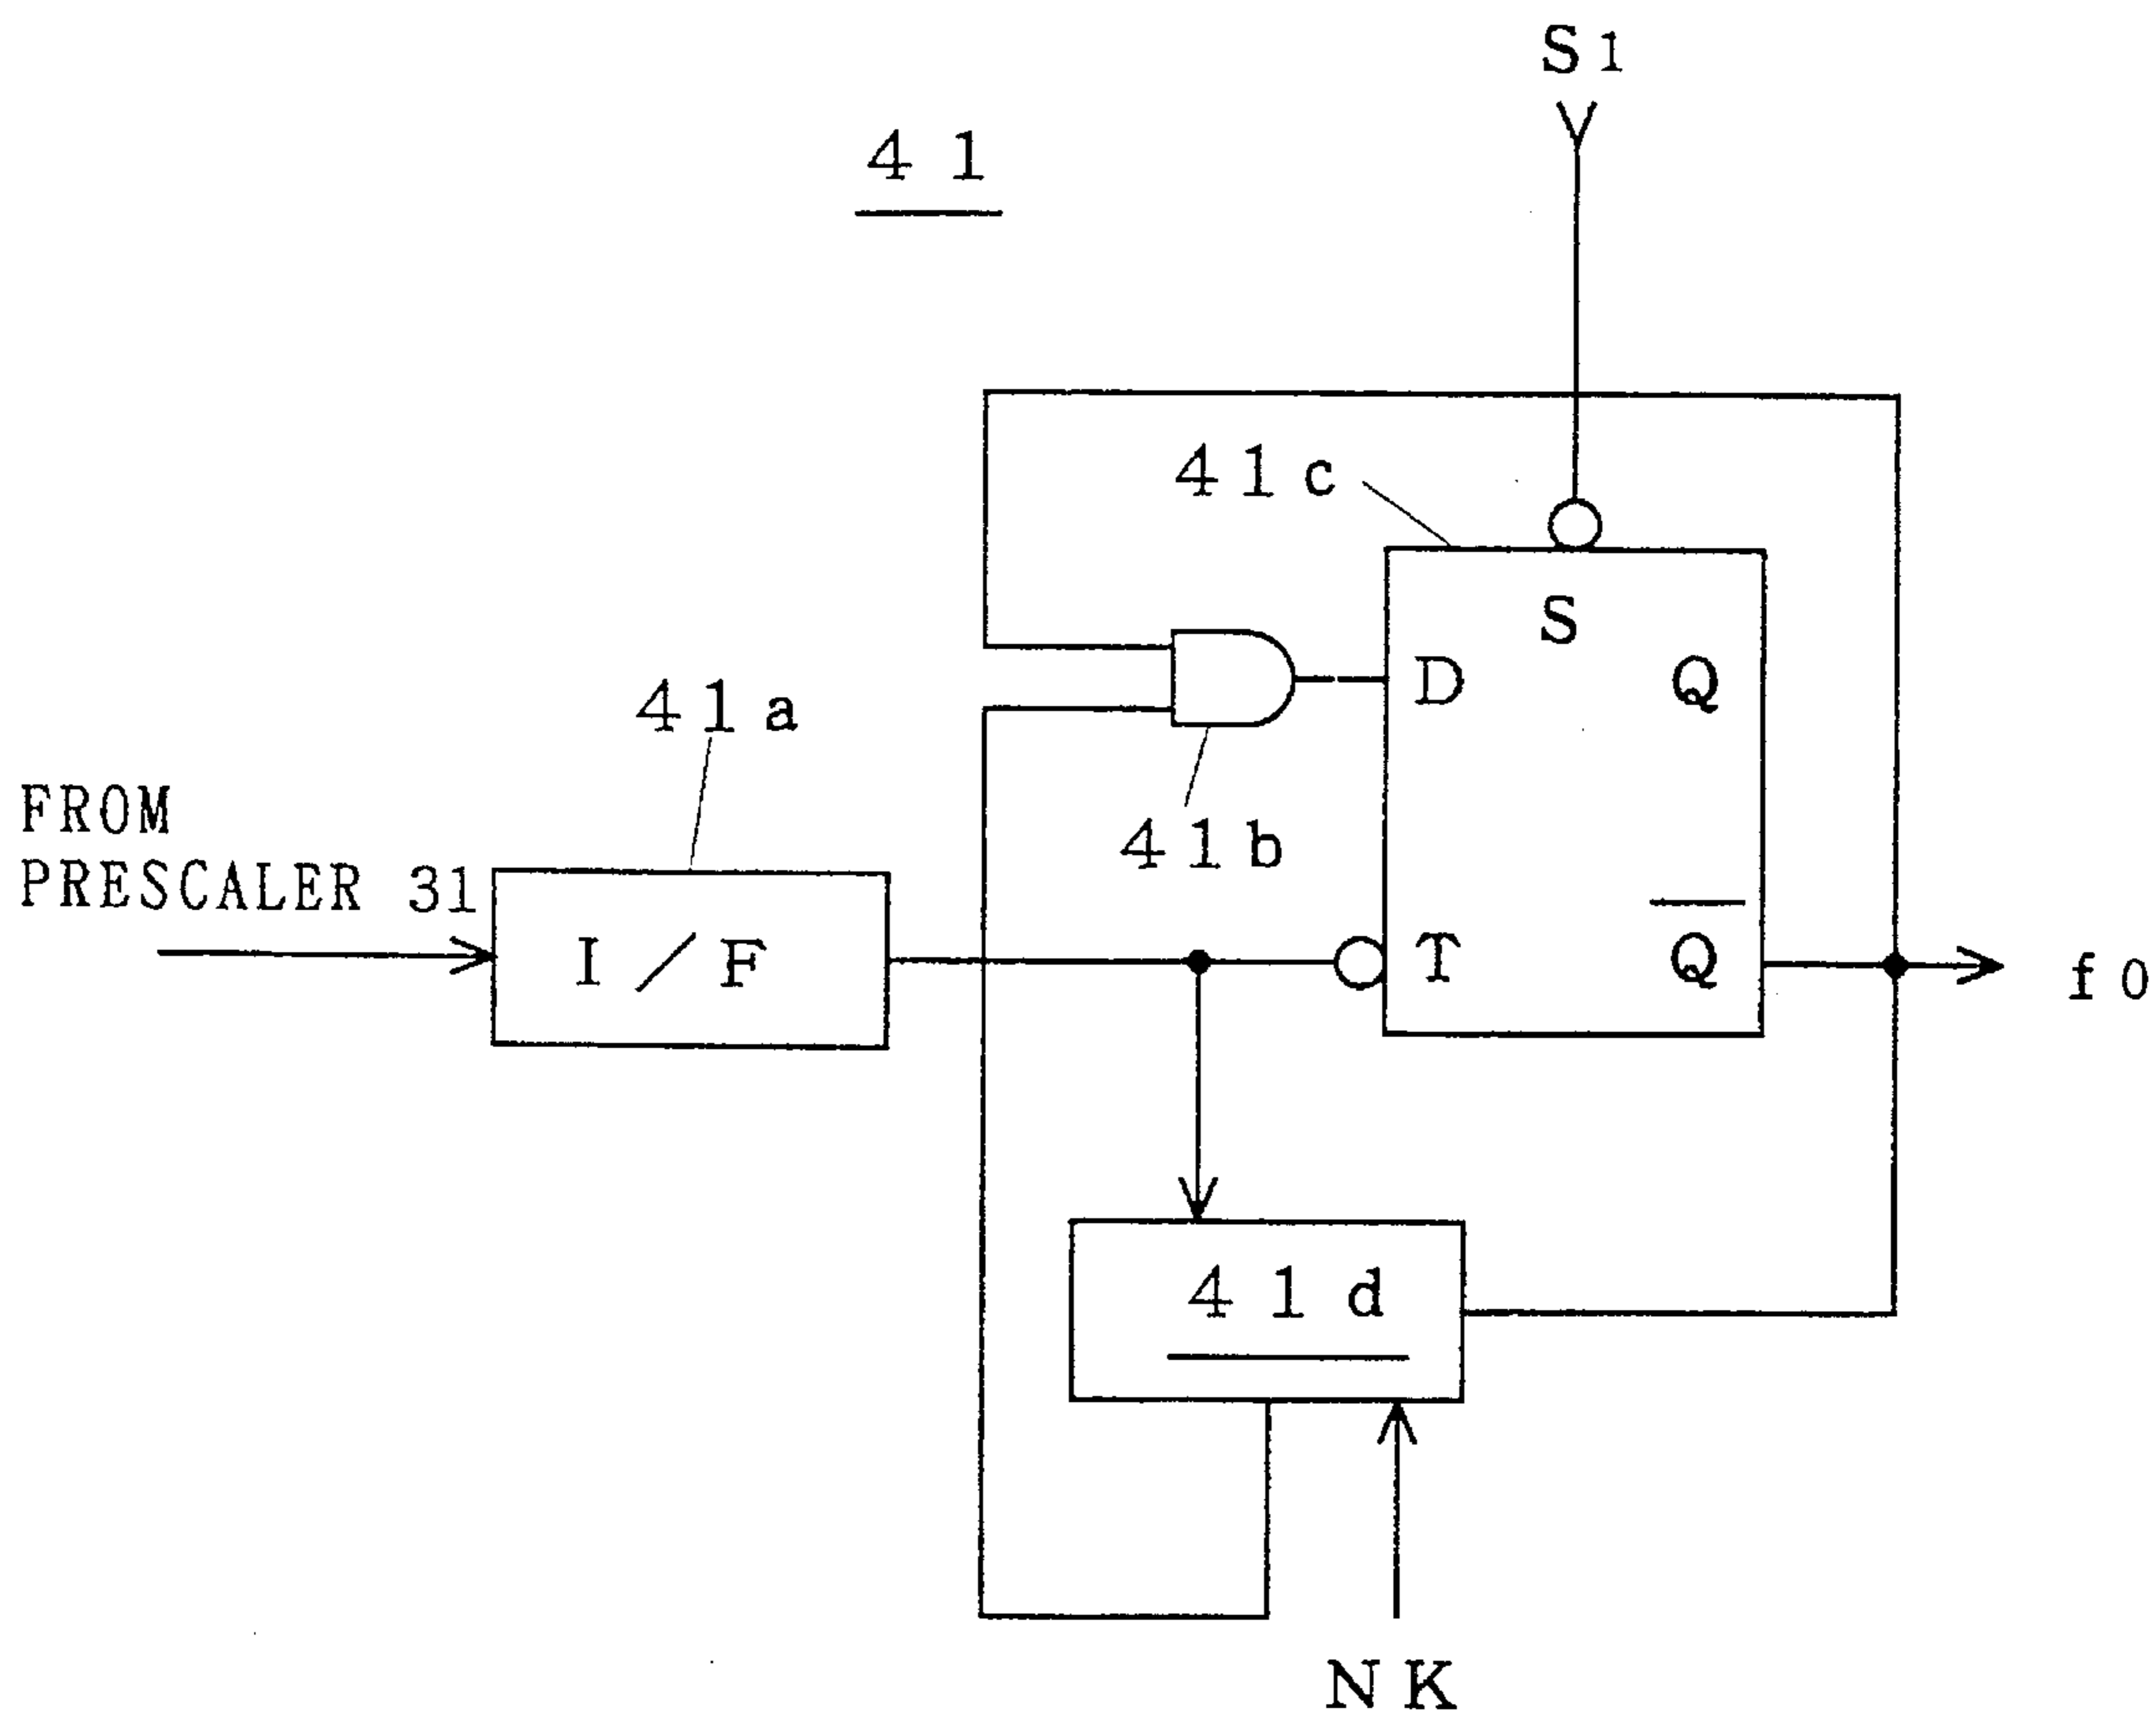 S1
41
41c
S
D
Q
41a
41b
FROM
PRESCALER 31
I/F
T
Q
f0
41d
NK